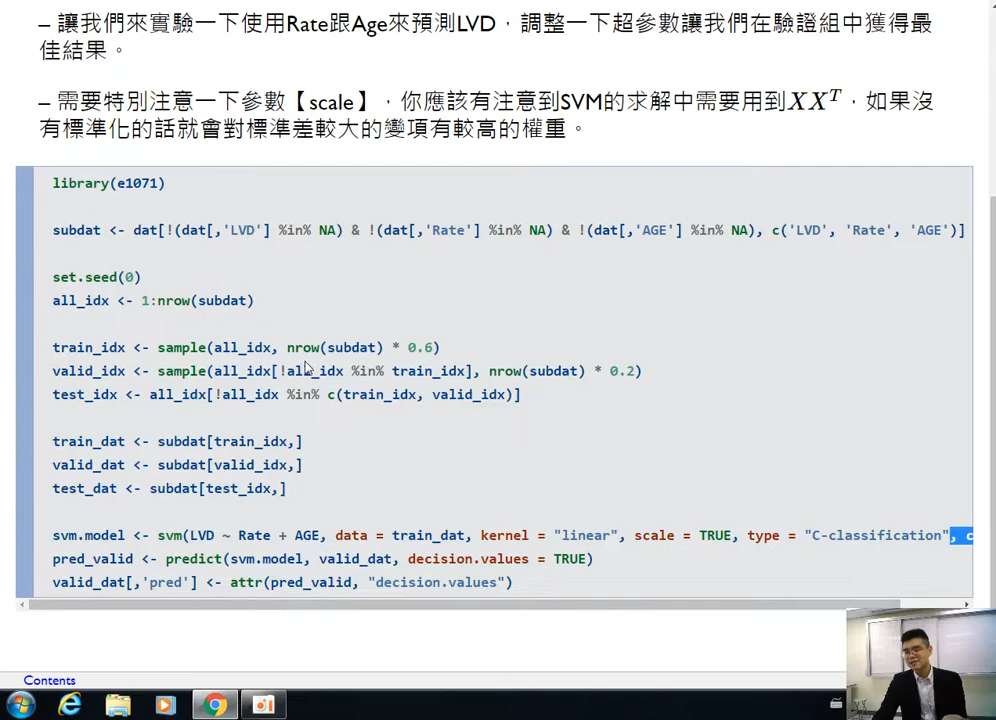 – 讓我們來實驗一下使用Rate跟Age來預測LVD，調整一下超參數讓我們在驗證組中獲得最
佳結果。
– 需要特別注意一下參數【scale】，你應該有注意到SVM的求解中需要用到XXᵀ，如果沒
有標準化的話就會對標準差較大的變項有較高的權重。
library(e1071)
subdat <- dat[!(dat[,'LVD'] %in% NA) & !(dat[,'Rate'] %in% NA) & !(dat[,'AGE'] %in% NA), c('LVD', 'Rate', 'AGE')]
set.seed(0)
all_idx <- 1:nrow(subdat)
train_idx <- sample(all_idx, nrow(subdat) * 0.6)
valid_idx <- sample(all_idx[!all_idx %in% train_idx], nrow(subdat) * 0.2)
test_idx <- all_idx[!all_idx %in% c(train_idx, valid_idx)]
train_dat <- subdat[train_idx,]
valid_dat <- subdat[valid_idx,]
test_dat <- subdat[test_idx,]
svm.model <- svm(LVD ~ Rate + AGE, data = train_dat, kernel = "linear", scale = TRUE, type = "C-classification", c
pred_valid <- predict(svm.model, valid_dat, decision.values = TRUE)
valid_dat[,'pred'] <- attr(pred_valid, "decision.values")
Contents